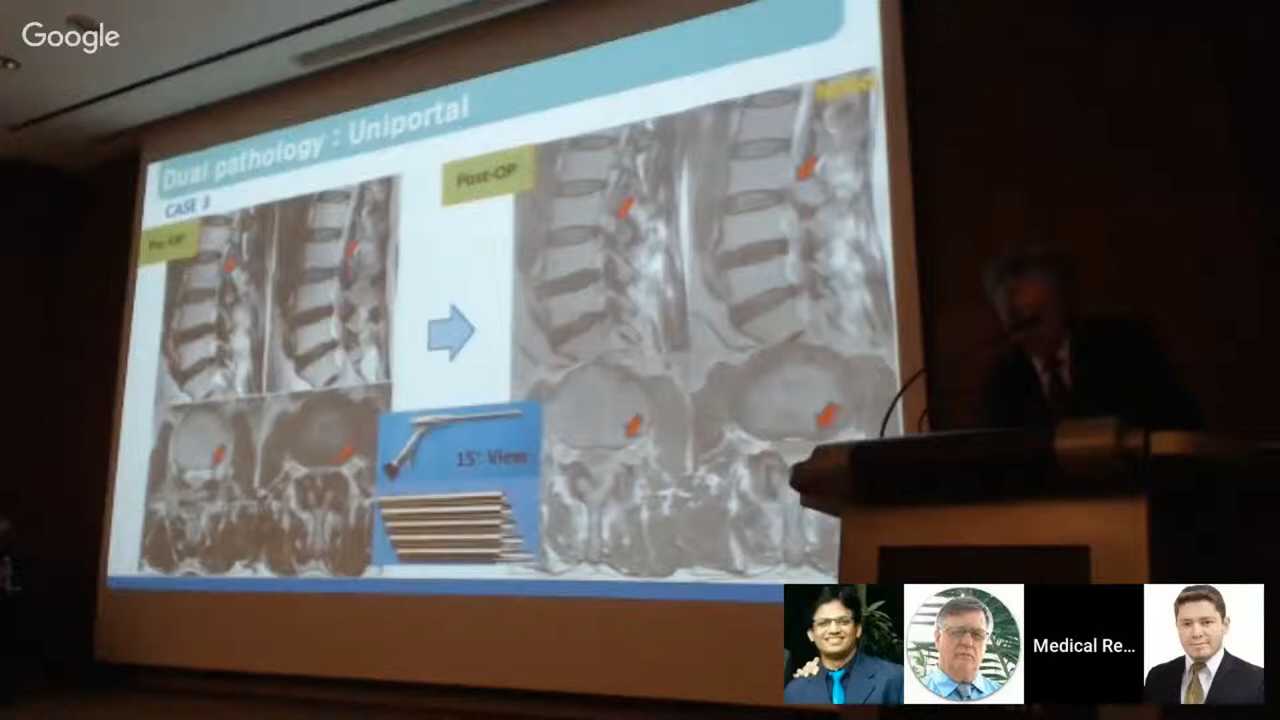 Google
Dual pathology : Uniportal
CASE 3
Pre-OP
Post-OP
15° View
Medical Re...